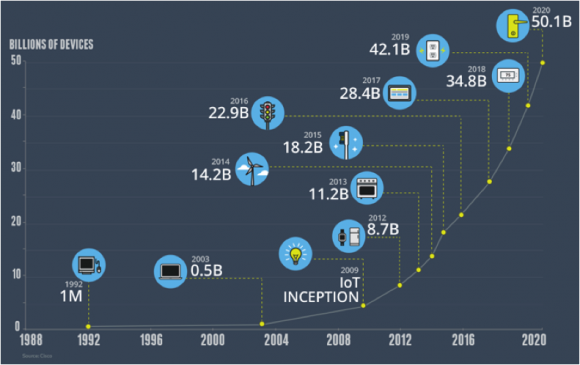 BILLIONS OF DEVICES
50
40
30
20
10
0
1988
1992
1996
2000
2004
2008
2012
2016
2020
1992
1M
2003
0.5B
2009
IoT
INCEPTION
2012
8.7B
2013
11.2B
2014
14.2B
2015
18.2B
2016
22.9B
2017
28.4B
2018
34.8B
2019
42.1B
2020
50.1B
Source: Cisco